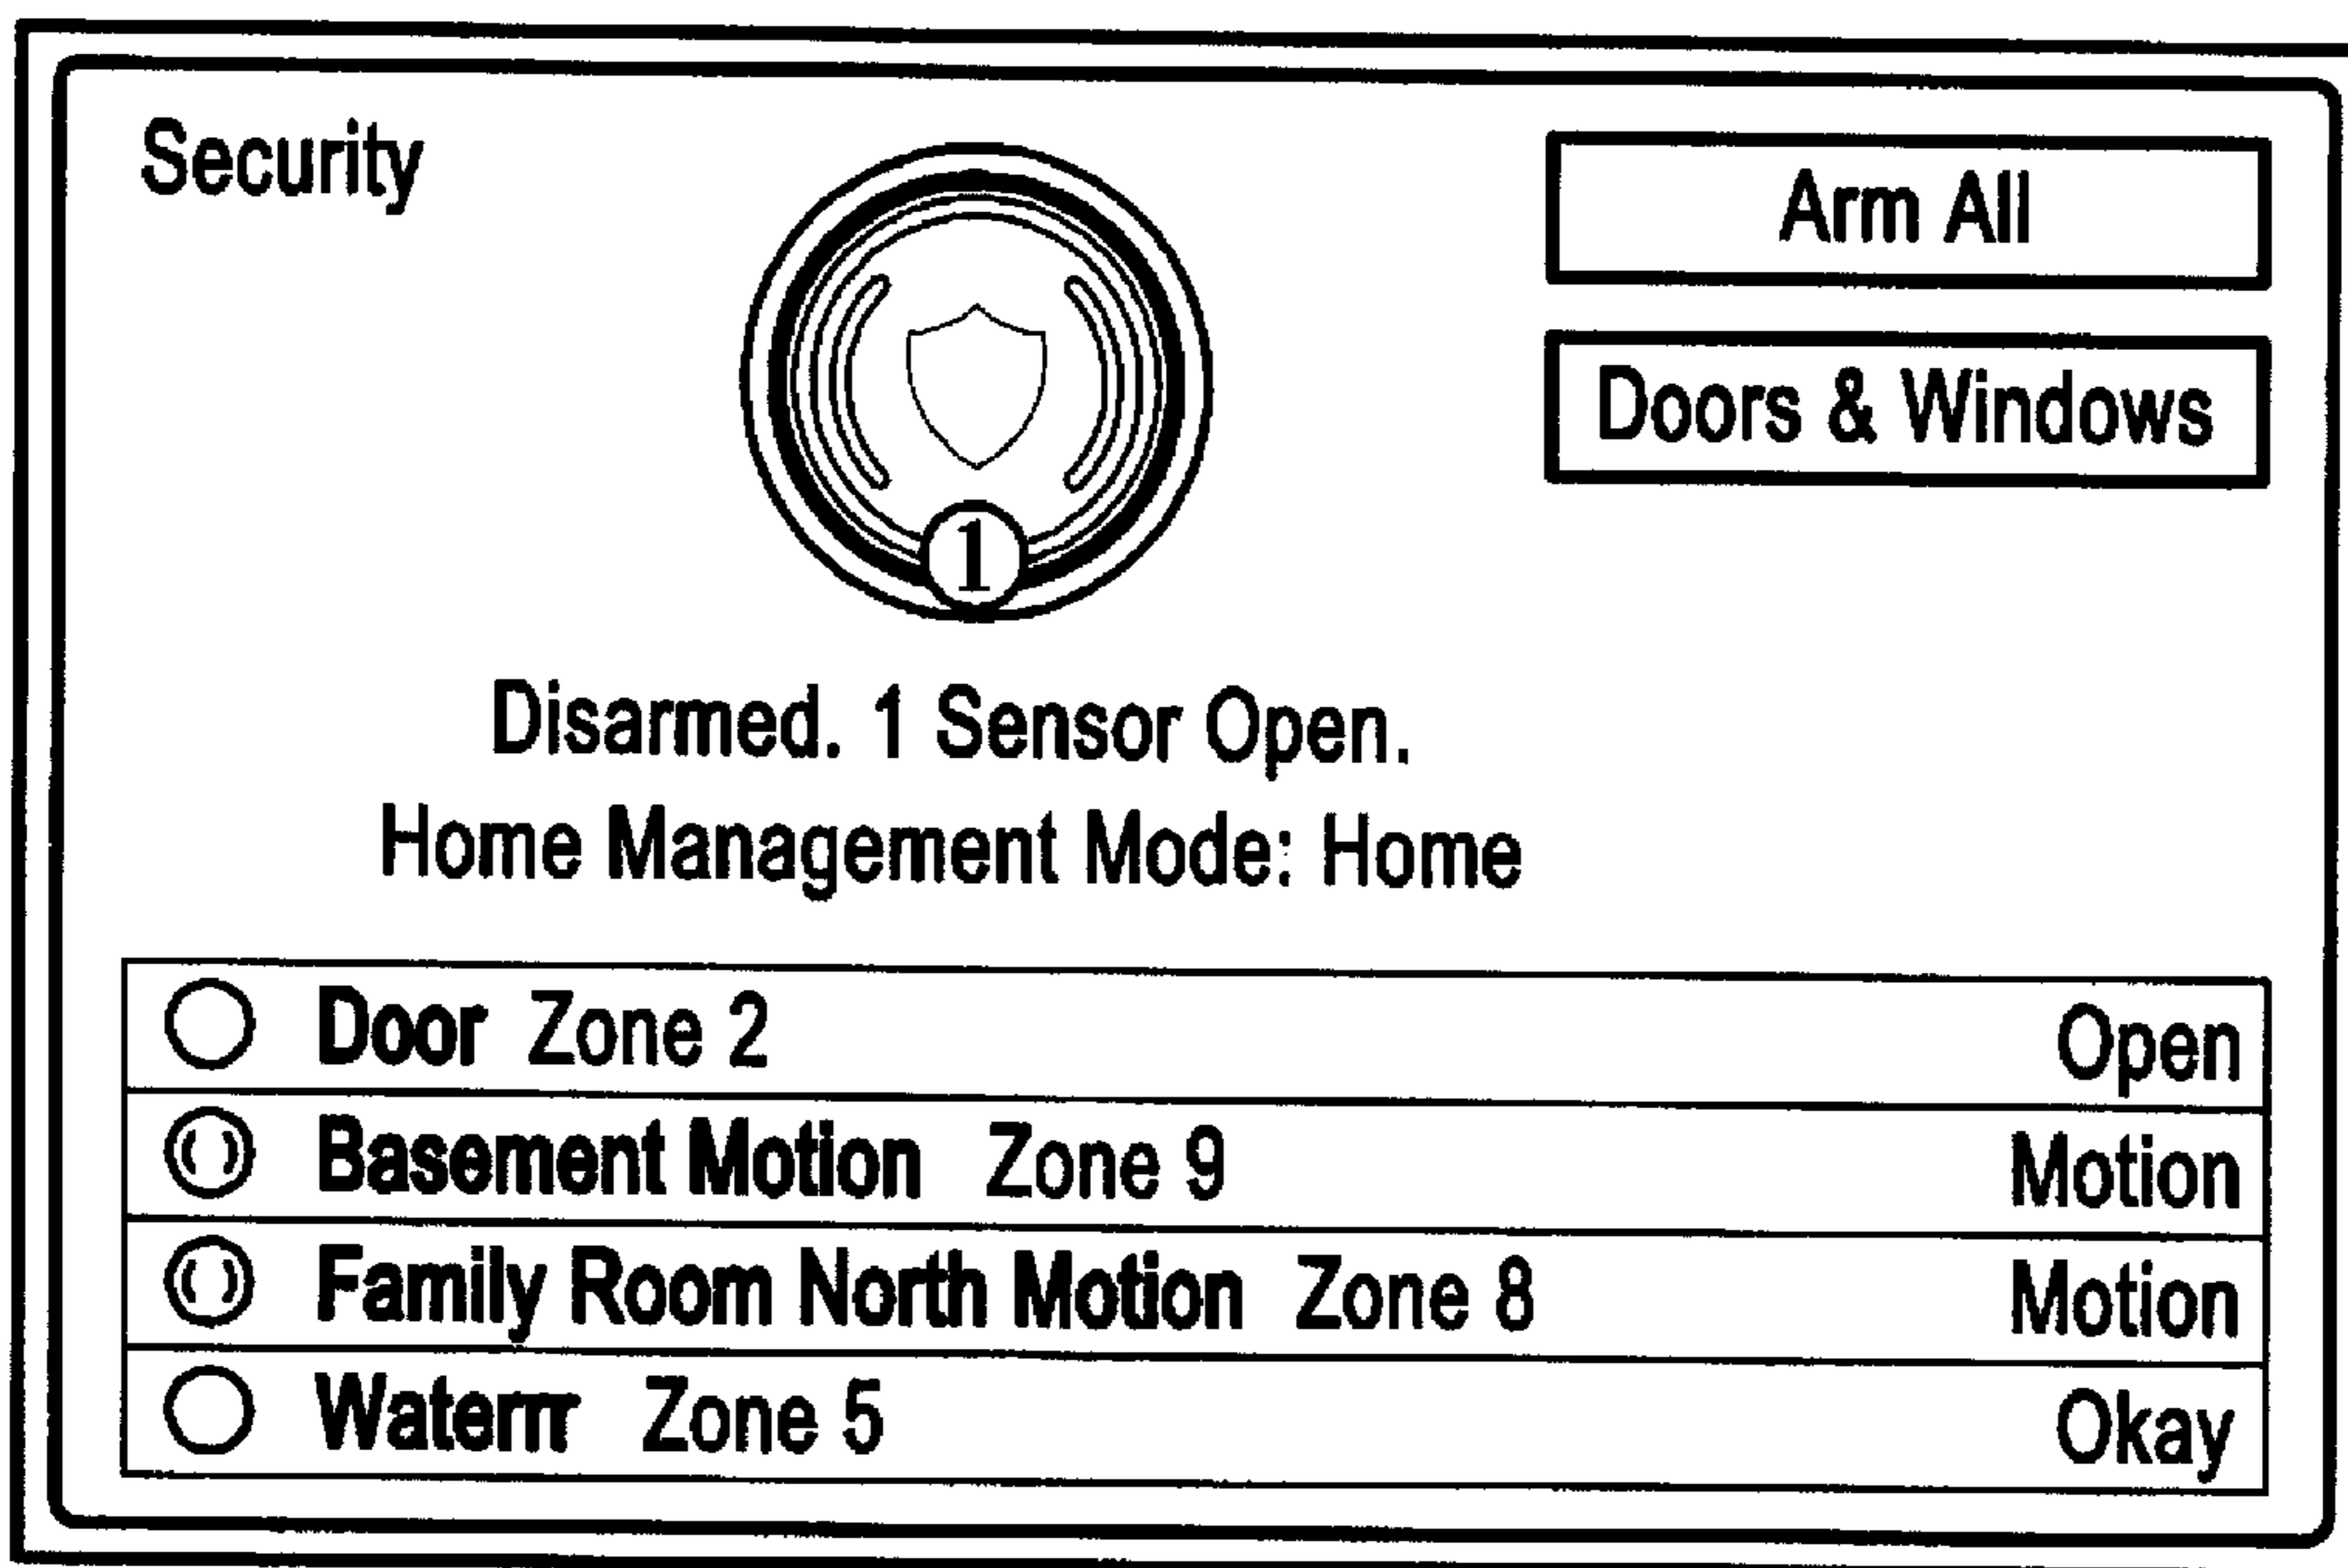 Security
Arm All
Doors & Windows
1
Disarmed. 1 Sensor Open.
Home Management Mode: Home
Door Zone 2 Open
Basement Motion Zone 9 Motion
Family Room North Motion Zone 8 Motion
Waterrr Zone 5 Okay